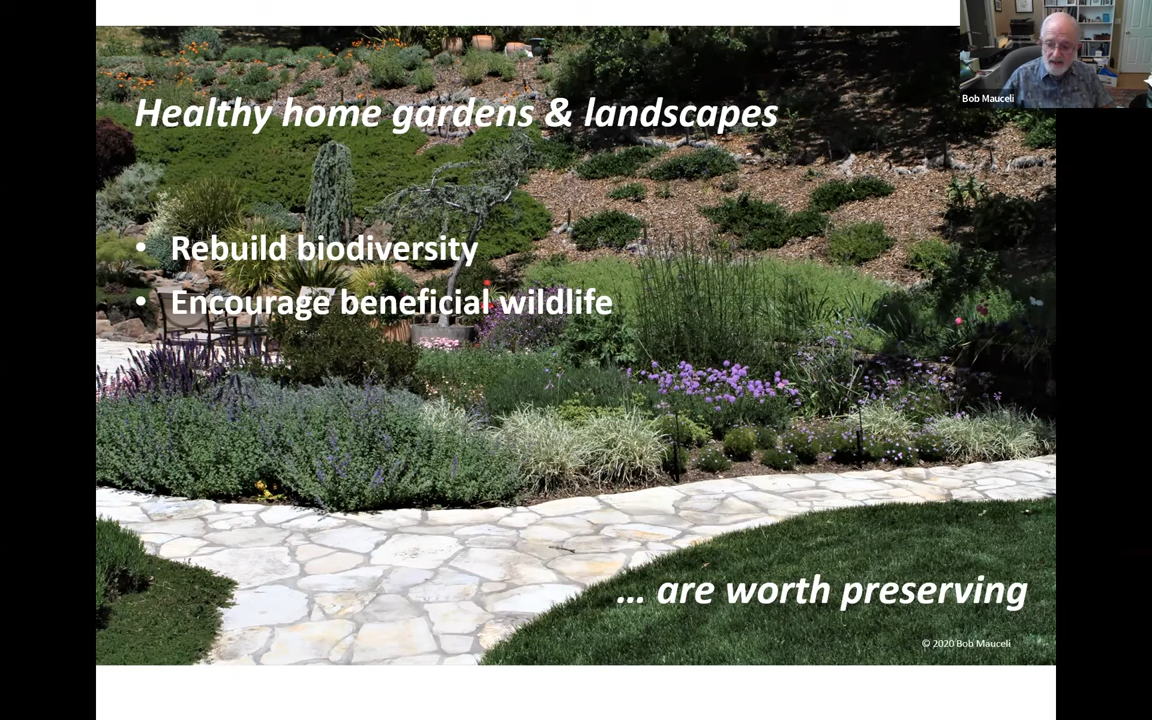 Bob Mauceli
Healthy home gardens & landscapes
• Rebuild biodiversity
• Encourage beneficial wildlife
... are worth preserving
© 2020 Bob Mauceli